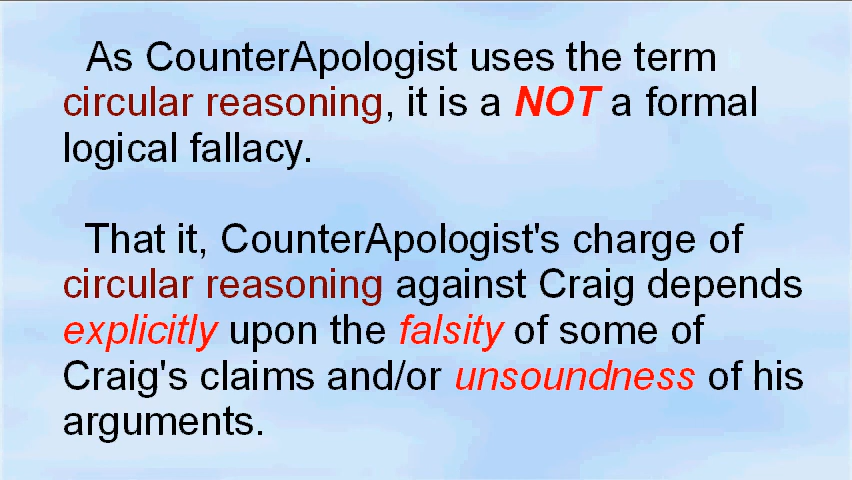 As CounterApologist uses the term
circular reasoning, it is a NOT a formal
logical fallacy.
That it, CounterApologist's charge of
circular reasoning against Craig depends
explicitly upon the falsity of some of
Craig's claims and/or unsoundness of his
arguments.